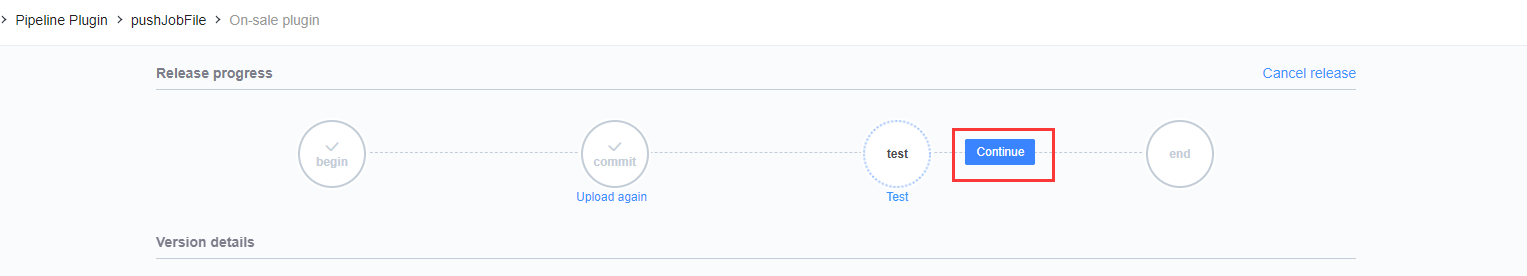 > Pipeline Plugin > pushJobFile > On-sale plugin
Release progress
Cancel release
begin
commit
test
Continue
end
Upload again
Test
Version details